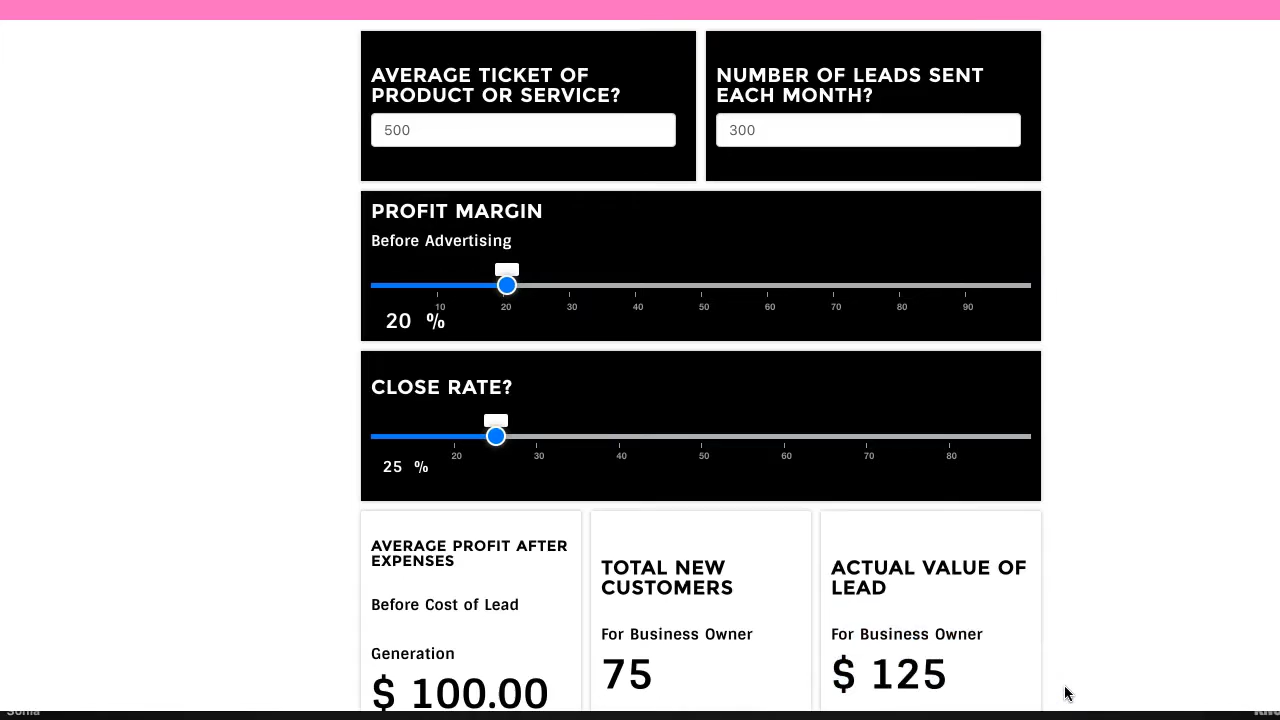 AVERAGE TICKET OF
PRODUCT OR SERVICE?
500
NUMBER OF LEADS SENT
EACH MONTH?
300
PROFIT MARGIN
Before Advertising
10 20 30 40 50 60 70 80 90
20 %
CLOSE RATE?
20 30 40 50 60 70 80
25 %
AVERAGE PROFIT AFTER
EXPENSES
Before Cost of Lead
Generation
$ 100.00
TOTAL NEW
CUSTOMERS
For Business Owner
75
ACTUAL VALUE OF
LEAD
For Business Owner
$ 125
Sonia